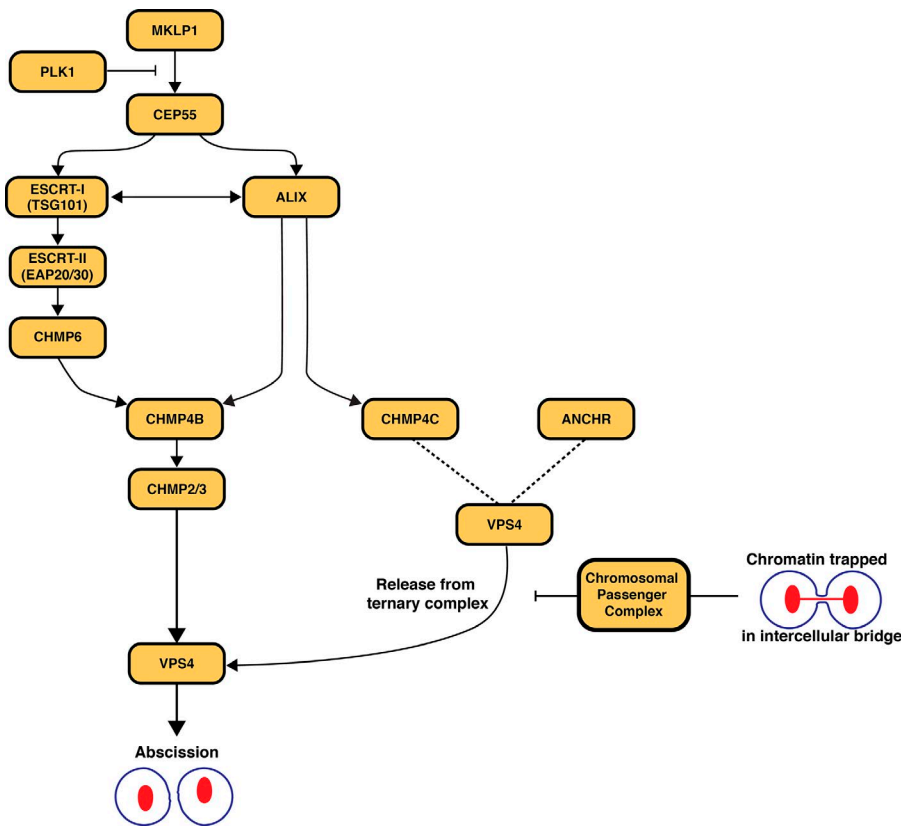 MKLP1
PLK1
CEP55
ESCRT-I
(TSG101)
ALIX
ESCRT-II
(EAP20/30)
CHMP6
CHMP4B
CHMP4C
ANCHR
CHMP2/3
VPS4
Release from
ternary complex
Chromosomal
Passenger
Complex
Chromatin trapped
in intercellular bridge
VPS4
Abscission